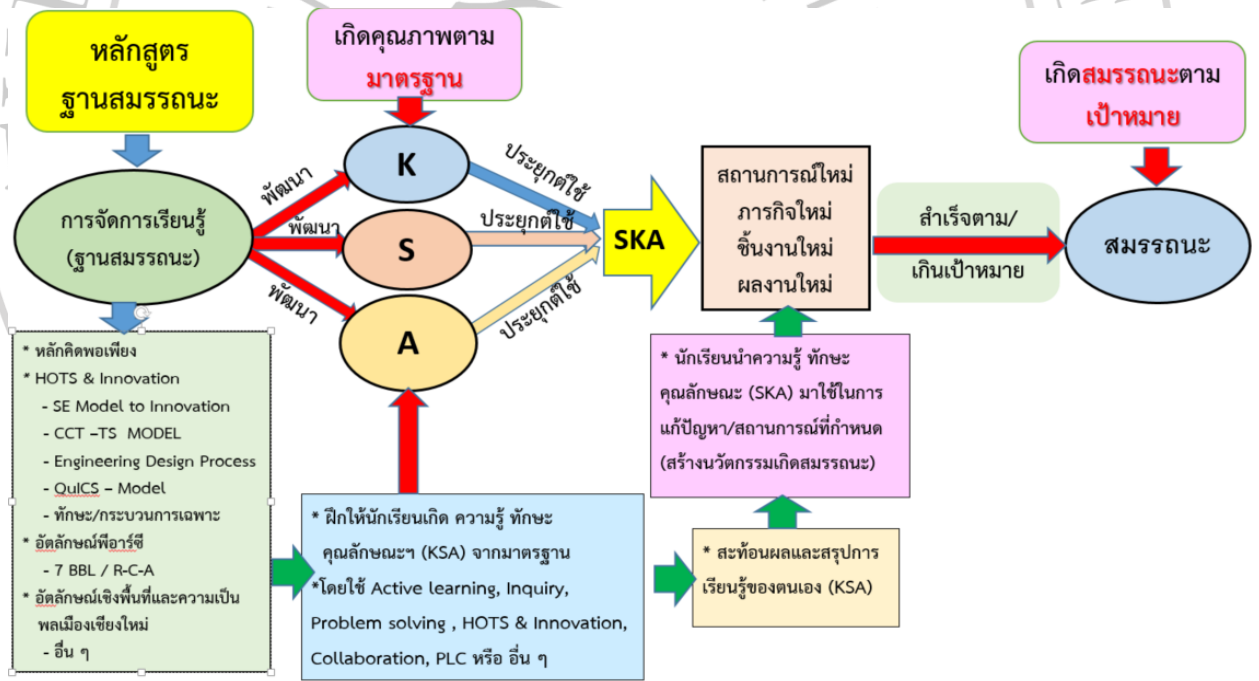 หลักสูตร
ฐานสมรรถนะ
เกิดคุณภาพตาม
มาตรฐาน
เกิดสมรรถนะตาม
เป้าหมาย
การจัดการเรียนรู้
(ฐานสมรรถนะ)
พัฒนา
พัฒนา
พัฒนา
K
S
A
ประยุกต์ใช้
ประยุกต์ใช้
ประยุกต์ใช้
SKA
สถานการณ์ใหม่
ภารกิจใหม่
ชิ้นงานใหม่
ผลงานใหม่
สำเร็จตาม/
เกินเป้าหมาย
สมรรถนะ
* หลักคิดพอเพียง
* HOTS & Innovation
- SE Model to Innovation
- CCT –TS MODEL
- Engineering Design Process
- QuICS – Model
- ทักษะ/กระบวนการเฉพาะ
* อัตลักษณ์พีอาร์ซี
- 7 BBL / R-C-A
* อัตลักษณ์เชิงพื้นที่และความเป็น
พลเมืองเชียงใหม่
- อื่น ๆ
* ฝึกให้นักเรียนเกิด ความรู้ ทักษะ
คุณลักษณะฯ (KSA) จากมาตรฐาน
*โดยใช้ Active learning, Inquiry,
Problem solving , HOTS & Innovation,
Collaboration, PLC หรือ อื่น ๆ
* นักเรียนนำความรู้ ทักษะ
คุณลักษณะ (SKA) มาใช้ในการ
แก้ปัญหา/สถานการณ์ที่กำหนด
(สร้างนวัตกรรมเกิดสมรรถนะ)
* สะท้อนผลและสรุปการ
เรียนรู้ของตนเอง (KSA)